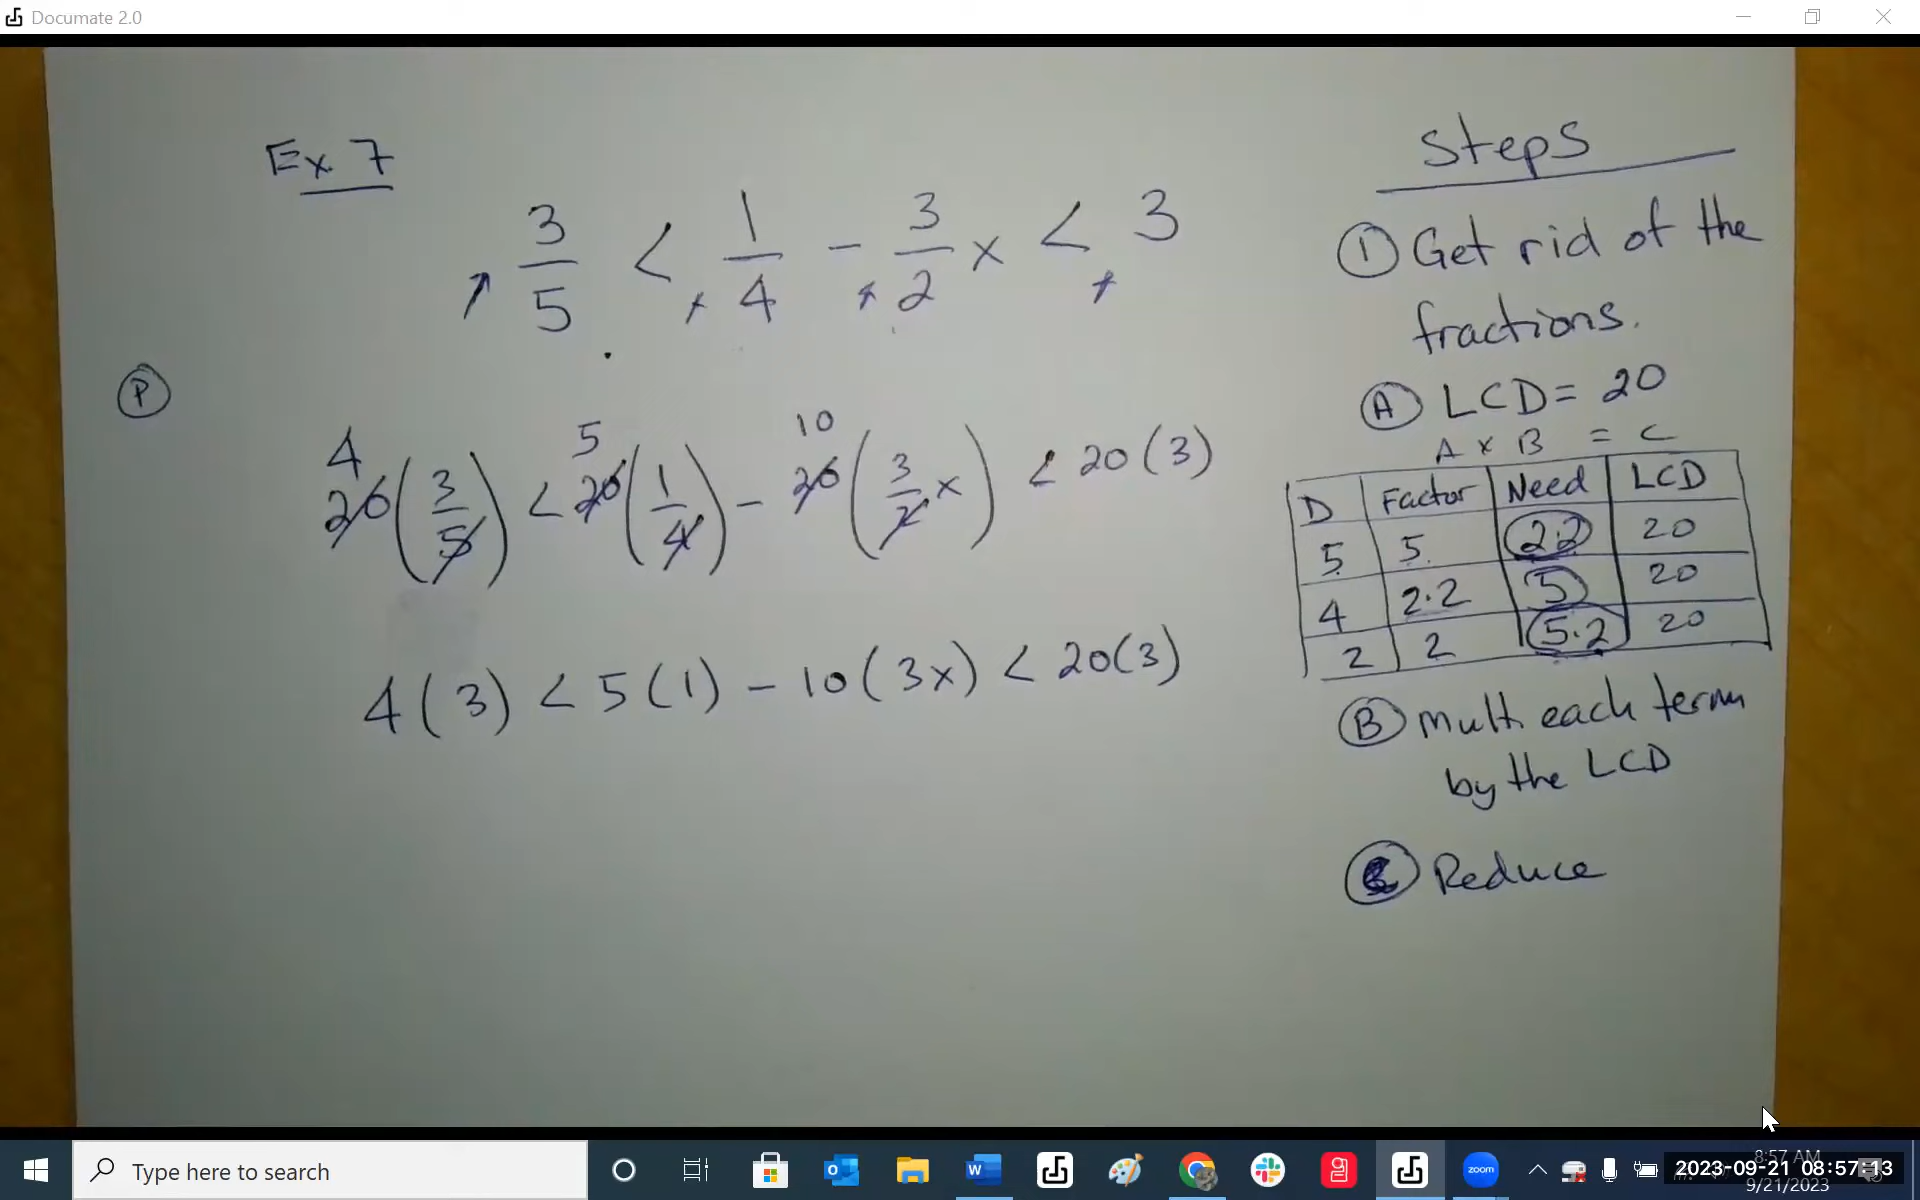 Documate 2.0
Ex 7
3/5 < 1/4 - 3/2 x < 3
P
4 5 10
20(3/5) < 20(1/4) - 20(3/2 x) < 20(3)
4(3) < 5(1) - 10(3x) < 20(3)
Steps
① Get rid of the
fractions.
Ⓐ LCD = 20
A x B = C
D Factor Need LCD
5 5 2·2 20
4 2·2 5 20
2 2 5·2 20
Ⓑ Mult each term
by the LCD
Ⓒ Reduce
Type here to search
zoom
8:57 AM
2023-09-21 08:57:13
9/21/2023